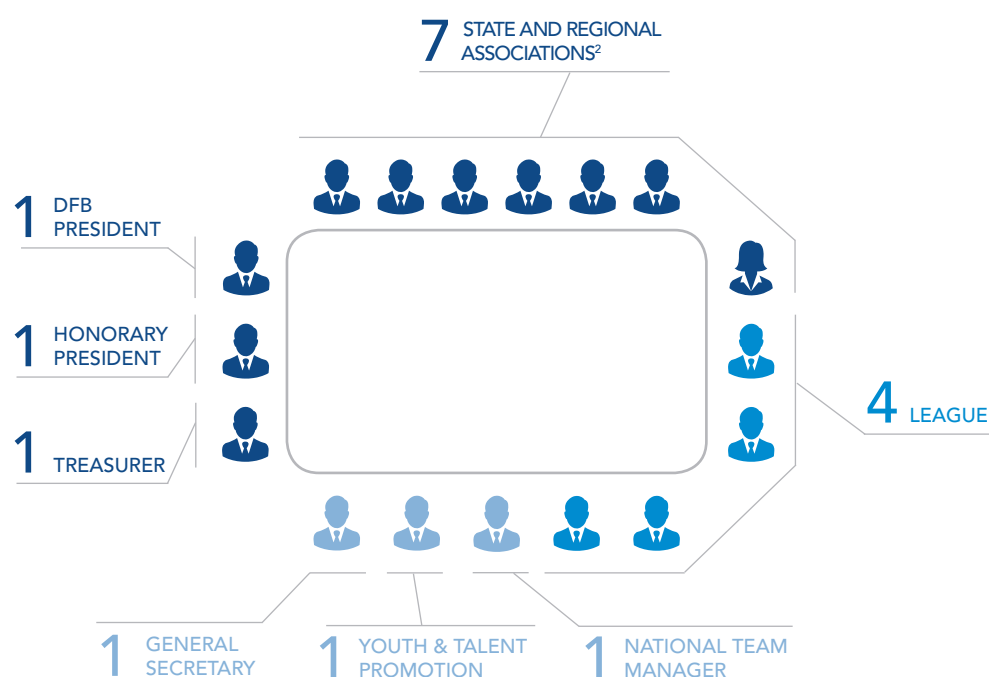 7 STATE AND REGIONAL
ASSOCIATIONS²
1 DFB
PRESIDENT
1 HONORARY
PRESIDENT
1 TREASURER
4 LEAGUE
1 GENERAL
SECRETARY
1 YOUTH & TALENT
PROMOTION
1 NATIONAL TEAM
MANAGER